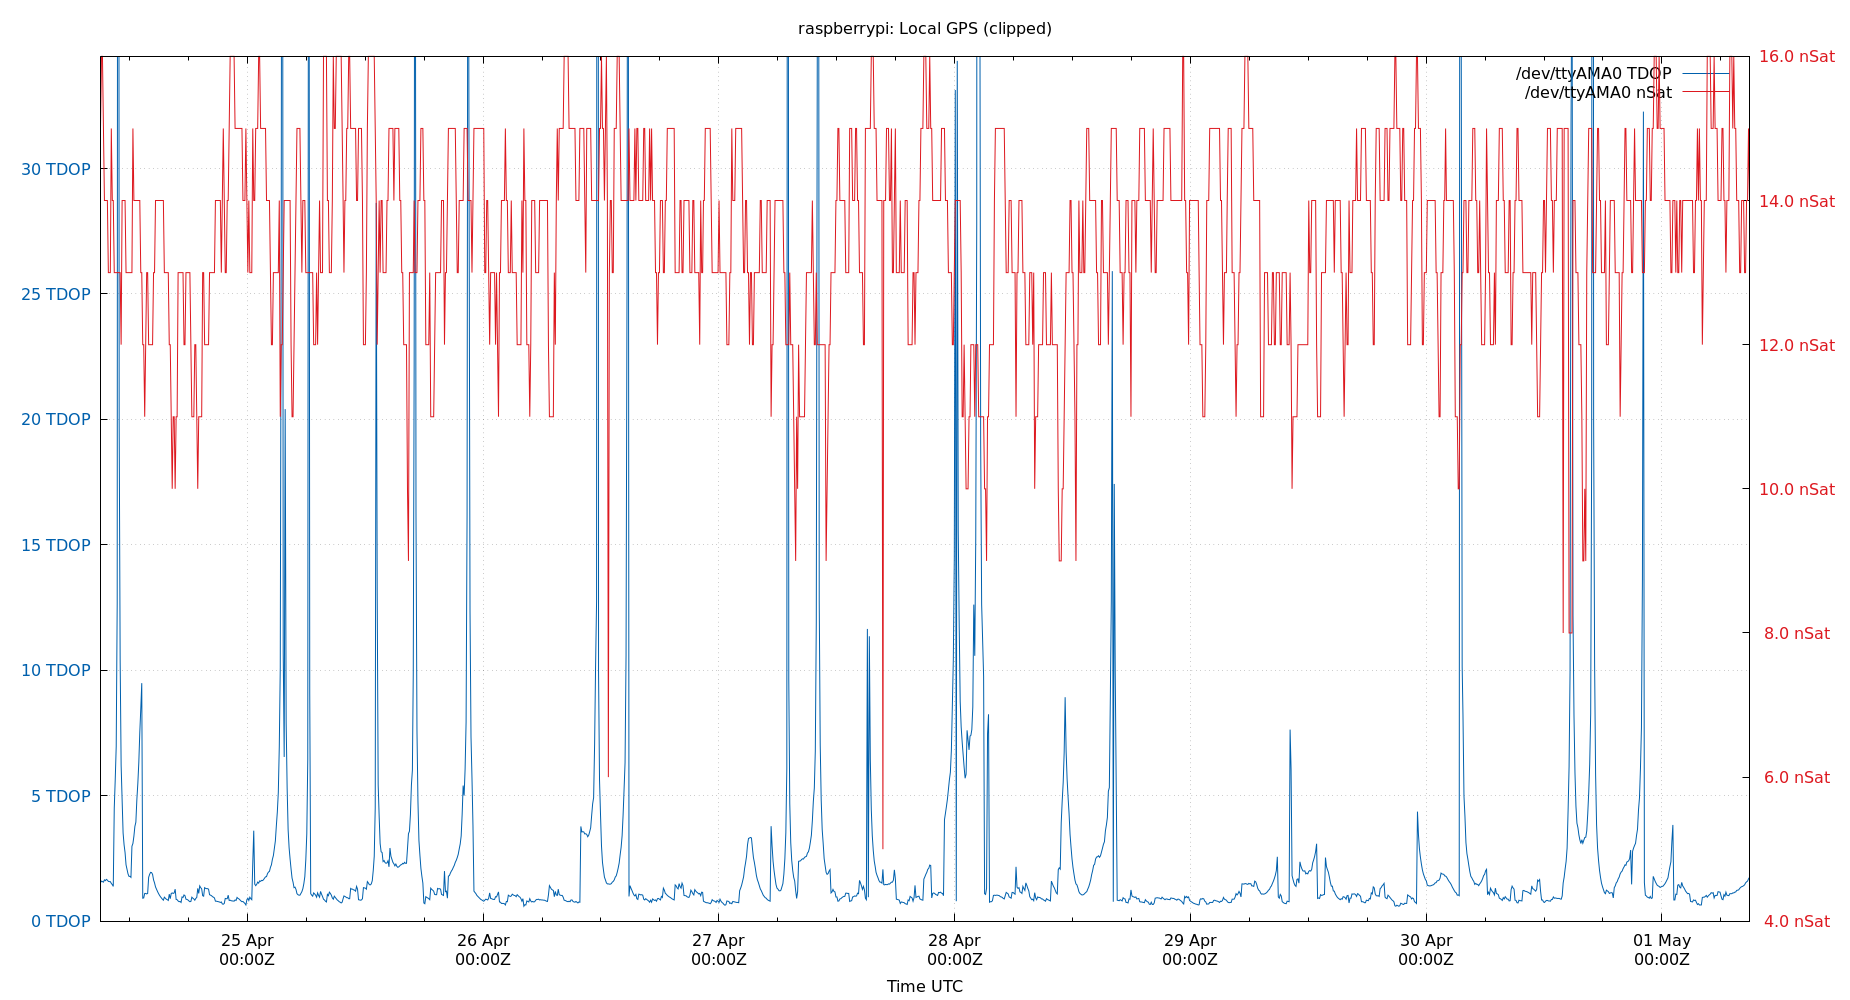 raspberrypi: Local GPS (clipped)
/dev/ttyAMA0 TDOP
/dev/ttyAMA0 nSat
30 TDOP
25 TDOP
20 TDOP
15 TDOP
10 TDOP
5 TDOP
0 TDOP
16.0 nSat
14.0 nSat
12.0 nSat
10.0 nSat
8.0 nSat
6.0 nSat
4.0 nSat
25 Apr
00:00Z
26 Apr
00:00Z
27 Apr
00:00Z
28 Apr
00:00Z
29 Apr
00:00Z
30 Apr
00:00Z
01 May
00:00Z
Time UTC